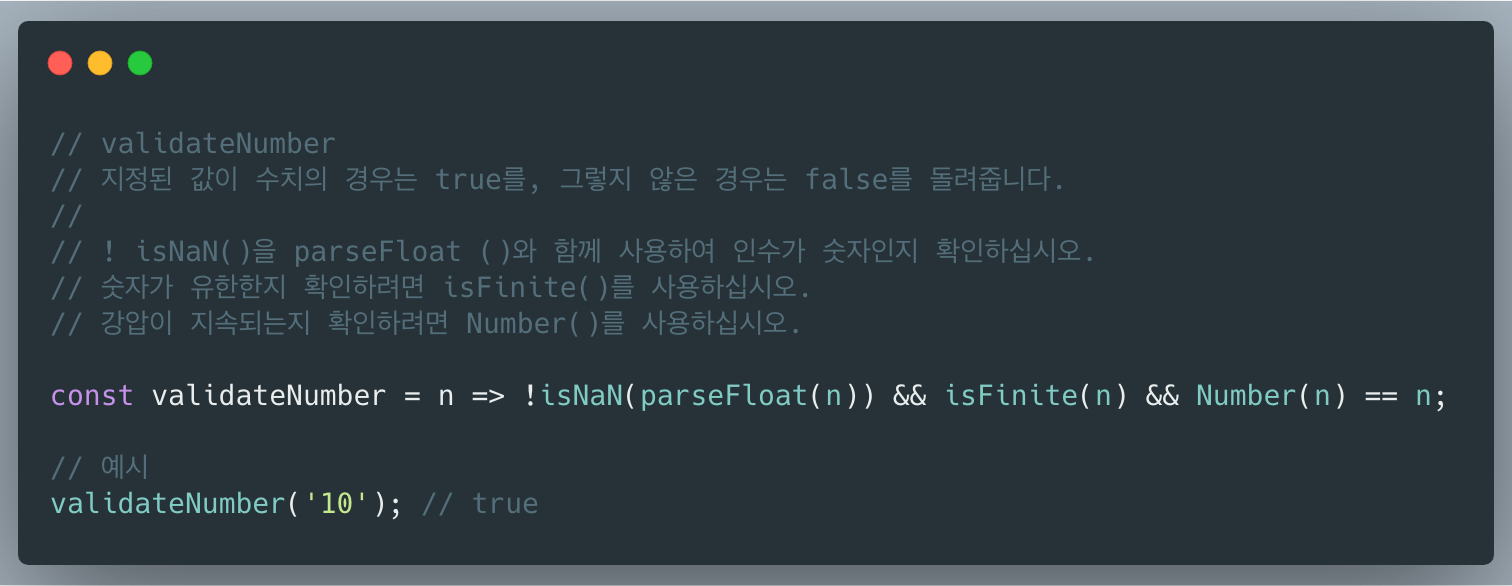 // validateNumber
// 지정된 값이 수치의 경우는 true를, 그렇지 않은 경우는 false를 돌려줍니다.
//
// ! isNaN()을 parseFloat ()와 함께 사용하여 인수가 숫자인지 확인하십시오.
// 숫자가 유한한지 확인하려면 isFinite()를 사용하십시오.
// 강압이 지속되는지 확인하려면 Number()를 사용하십시오.
const validateNumber = n => !isNaN(parseFloat(n)) && isFinite(n) && Number(n) == n;
// 예시
validateNumber('10'); // true